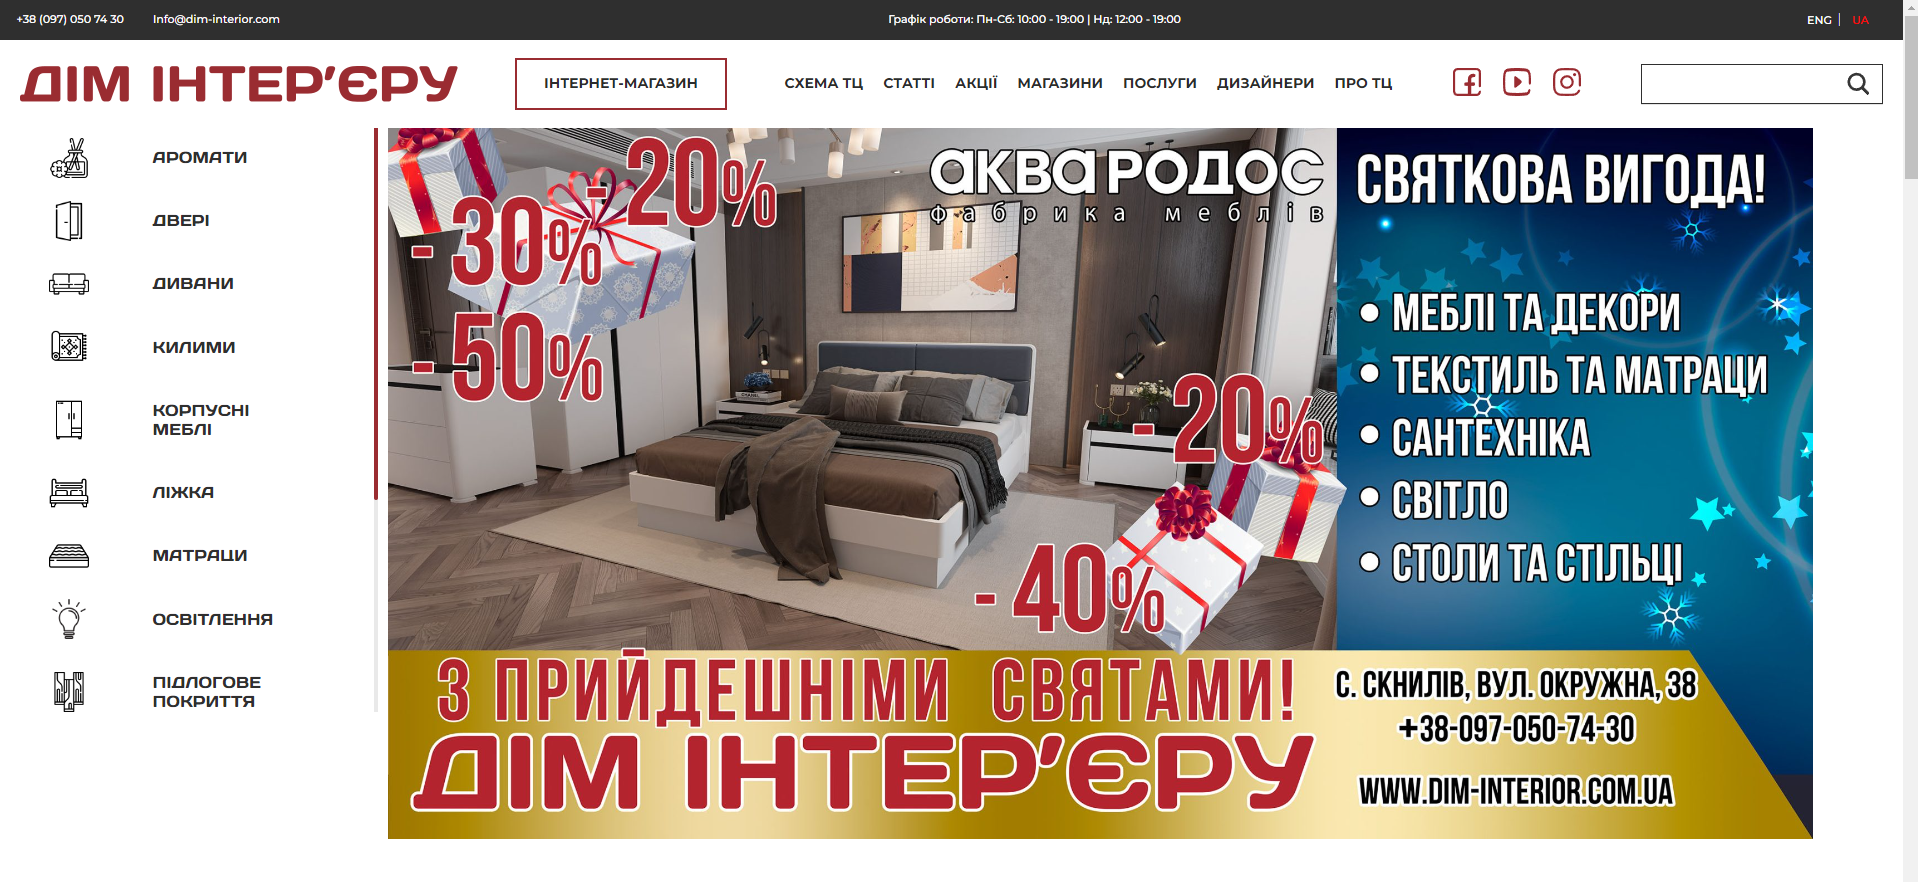 +38 (097) 050 74 30
Info@dim-interior.com
Графік роботи: Пн-Сб: 10:00 - 19:00 | Нд: 12:00 - 19:00
ENG | UA
ДІМ ІНТЕР'ЄРУ
ІНТЕРНЕТ-МАГАЗИН
СХЕМА ТЦ
СТАТТІ
АКЦІЇ
МАГАЗИНИ
ПОСЛУГИ
ДИЗАЙНЕРИ
ПРО ТЦ
АРОМАТИ
ДВЕРІ
ДИВАНИ
КИЛИМИ
КОРПУСНІ
МЕБЛІ
ЛІЖКА
МАТРАЦИ
ОСВІТЛЕННЯ
ПІДЛОГОВЕ
ПОКРИТТЯ
- 20%
- 30%
- 50%
аквародос
фабрика меблів
CHANEL
- 20%
- 40%
СВЯТКОВА ВИГОДА!
• МЕБЛІ ТА ДЕКОРИ
• ТЕКСТИЛЬ ТА МАТРАЦИ
• САНТЕХНІКА
• СВІТЛО
• СТОЛИ ТА СТІЛЬЦІ
З ПРИЙДЕШНІМИ СВЯТАМИ!
ДІМ ІНТЕР'ЄРУ
С. СКНИЛІВ, ВУЛ. ОКРУЖНА, 38
+38-097-050-74-30
WWW.DIM-INTERIOR.COM.UA